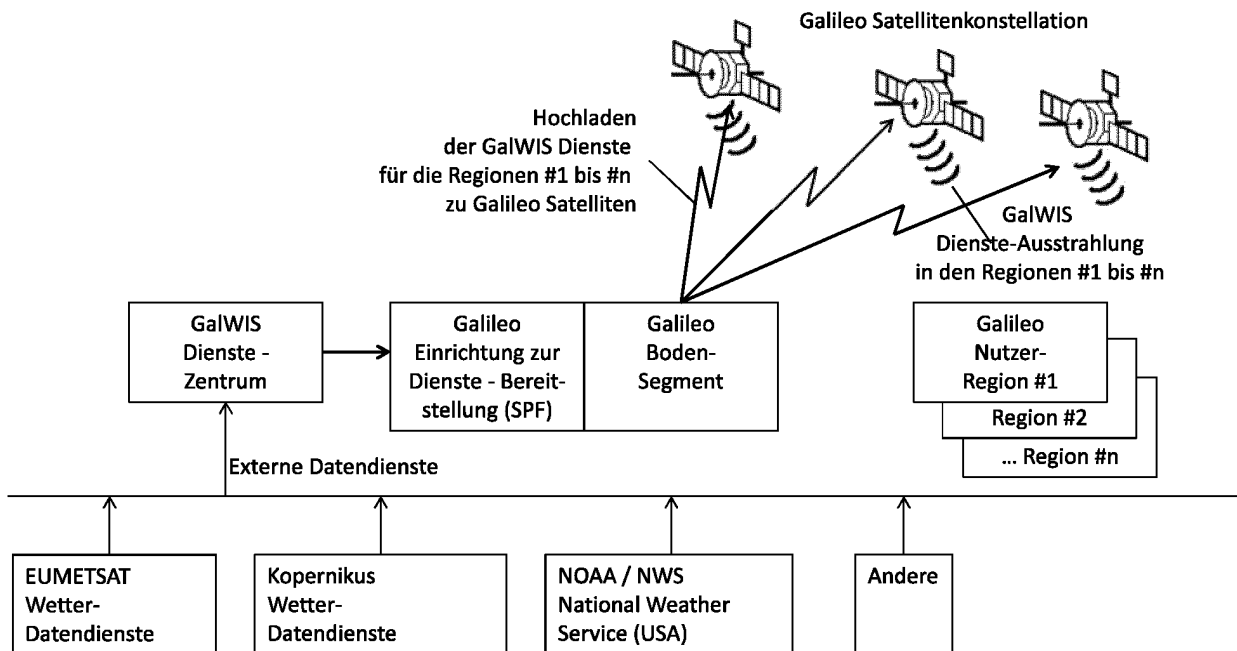 Galileo Satellitenkonstellation
Hochladen
der GalWIS Dienste
für die Regionen #1 bis #n
zu Galileo Satelliten
GalWIS
Dienste-Ausstrahlung
in den Regionen #1 bis #n
GalWIS
Dienste -
Zentrum
Galileo
Einrichtung zur
Dienste - Bereit-
stellung (SPF)
Galileo
Boden-
Segment
Galileo
Nutzer-
Region #1
Region #2
... Region #n
Externe Datendienste
EUMETSAT
Wetter-
Datendienste
Kopernikus
Wetter-
Datendienste
NOAA / NWS
National Weather
Service (USA)
Andere